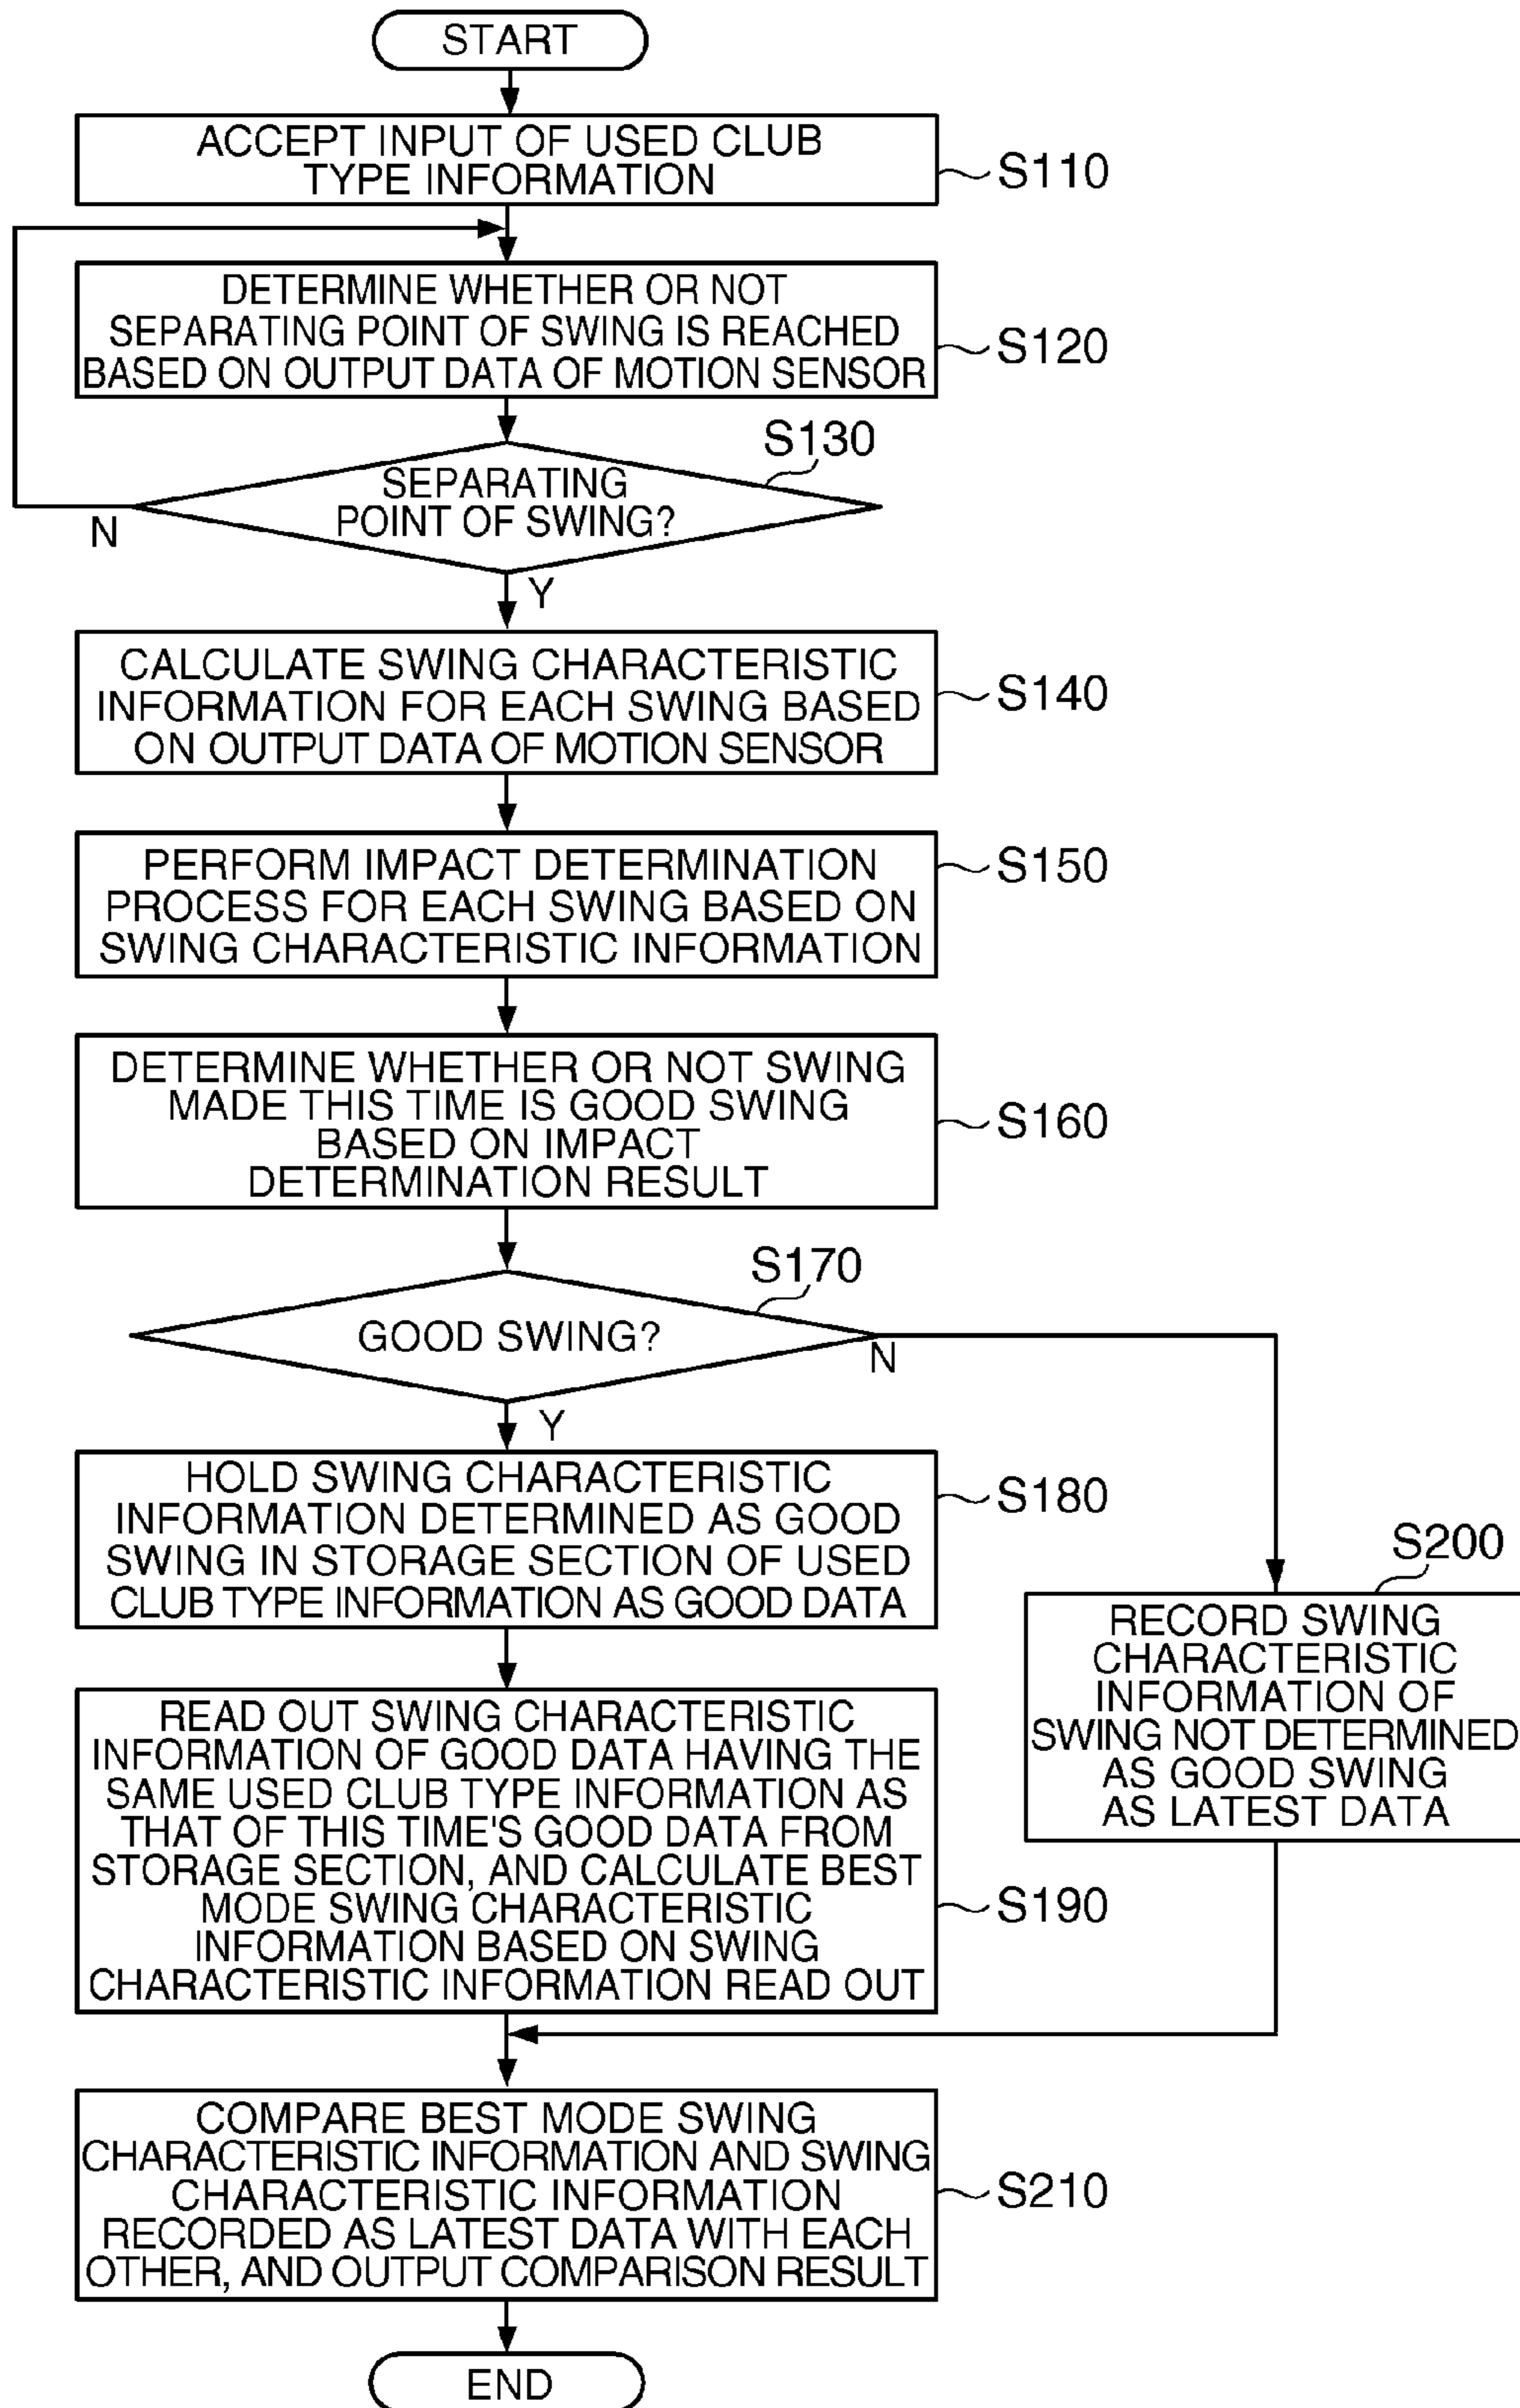 START
ACCEPT INPUT OF USED CLUB
TYPE INFORMATION
S110
DETERMINE WHETHER OR NOT
SEPARATING POINT OF SWING IS REACHED
BASED ON OUTPUT DATA OF MOTION SENSOR
S120
S130
SEPARATING
POINT OF SWING?
N
Y
CALCULATE SWING CHARACTERISTIC
INFORMATION FOR EACH SWING BASED
ON OUTPUT DATA OF MOTION SENSOR
S140
PERFORM IMPACT DETERMINATION
PROCESS FOR EACH SWING BASED ON
SWING CHARACTERISTIC INFORMATION
S150
DETERMINE WHETHER OR NOT SWING
MADE THIS TIME IS GOOD SWING
BASED ON IMPACT
DETERMINATION RESULT
S160
S170
GOOD SWING?
N
Y
HOLD SWING CHARACTERISTIC
INFORMATION DETERMINED AS GOOD
SWING IN STORAGE SECTION OF USED
CLUB TYPE INFORMATION AS GOOD DATA
S180
S200
RECORD SWING
CHARACTERISTIC
INFORMATION OF
SWING NOT DETERMINED
AS GOOD SWING
AS LATEST DATA
READ OUT SWING CHARACTERISTIC
INFORMATION OF GOOD DATA HAVING THE
SAME USED CLUB TYPE INFORMATION AS
THAT OF THIS TIME'S GOOD DATA FROM
STORAGE SECTION, AND CALCULATE BEST
MODE SWING CHARACTERISTIC
INFORMATION BASED ON SWING
CHARACTERISTIC INFORMATION READ OUT
S190
COMPARE BEST MODE SWING
CHARACTERISTIC INFORMATION AND SWING
CHARACTERISTIC INFORMATION
RECORDED AS LATEST DATA WITH EACH
OTHER, AND OUTPUT COMPARISON RESULT
S210
END